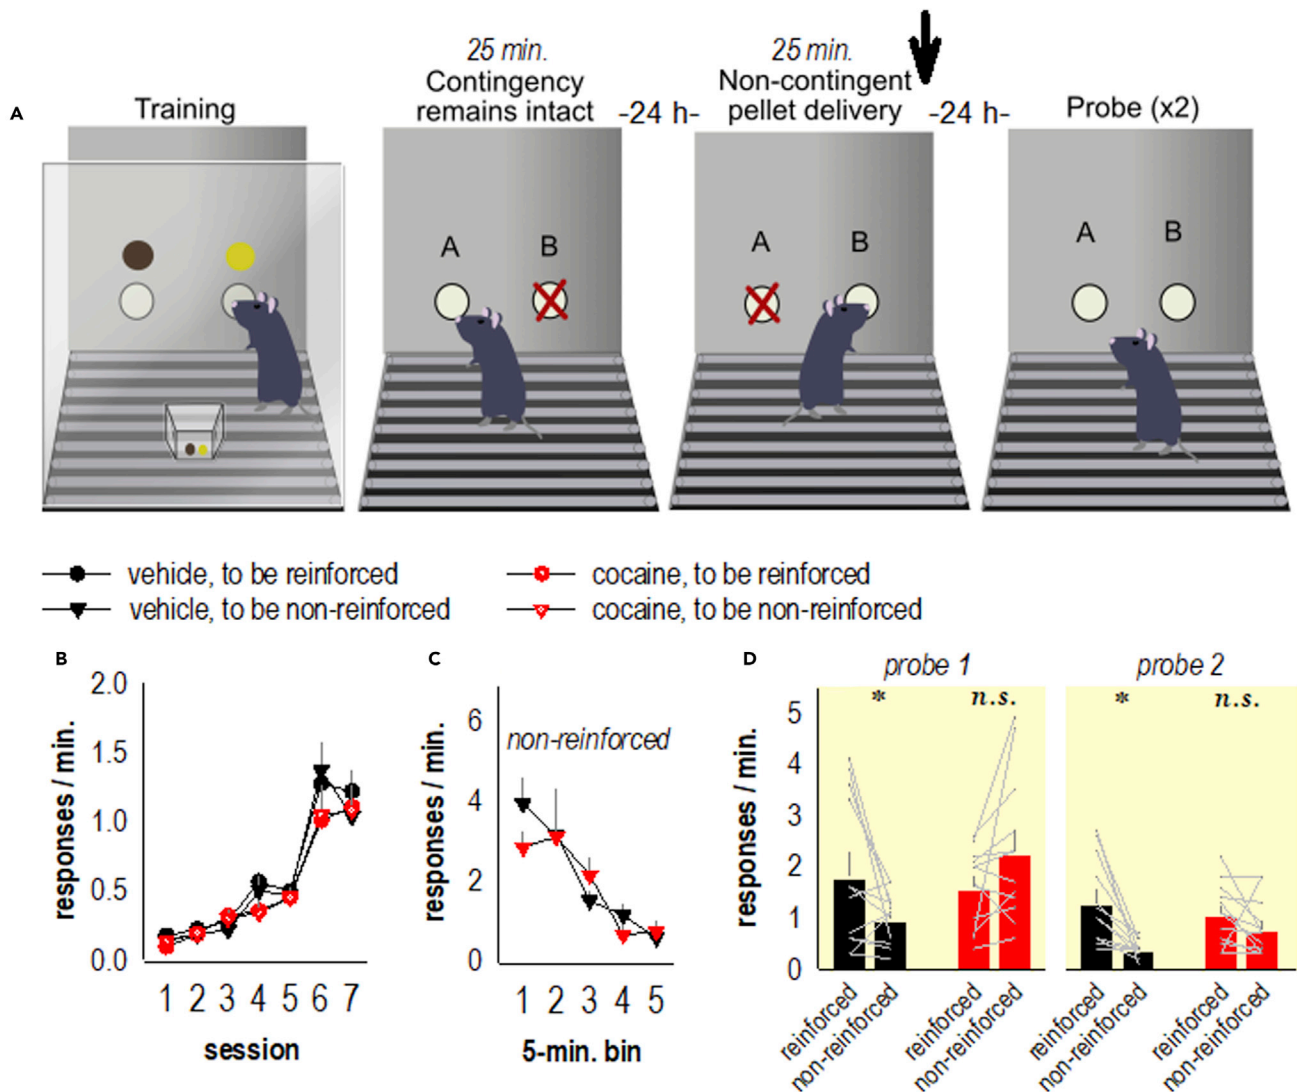 A
Training
25 min.
Contingency
remains intact
-24 h-
25 min.
Non-contingent
pellet delivery
-24 h-
Probe (x2)
A
B
A
B
A
B
vehicle, to be reinforced
vehicle, to be non-reinforced
cocaine, to be reinforced
cocaine, to be non-reinforced
B
responses / min.
2.0
1.5
1.0
0.5
0.0
1 2 3 4 5 6 7
session
C
responses / min.
6
4
2
0
non-reinforced
1 2 3 4 5
5-min. bin
D
probe 1
probe 2
responses / min.
5
4
3
2
1
0
*
n.s.
*
n.s.
reinforced
non-reinforced
reinforced
non-reinforced
reinforced
non-reinforced
reinforced
non-reinforced